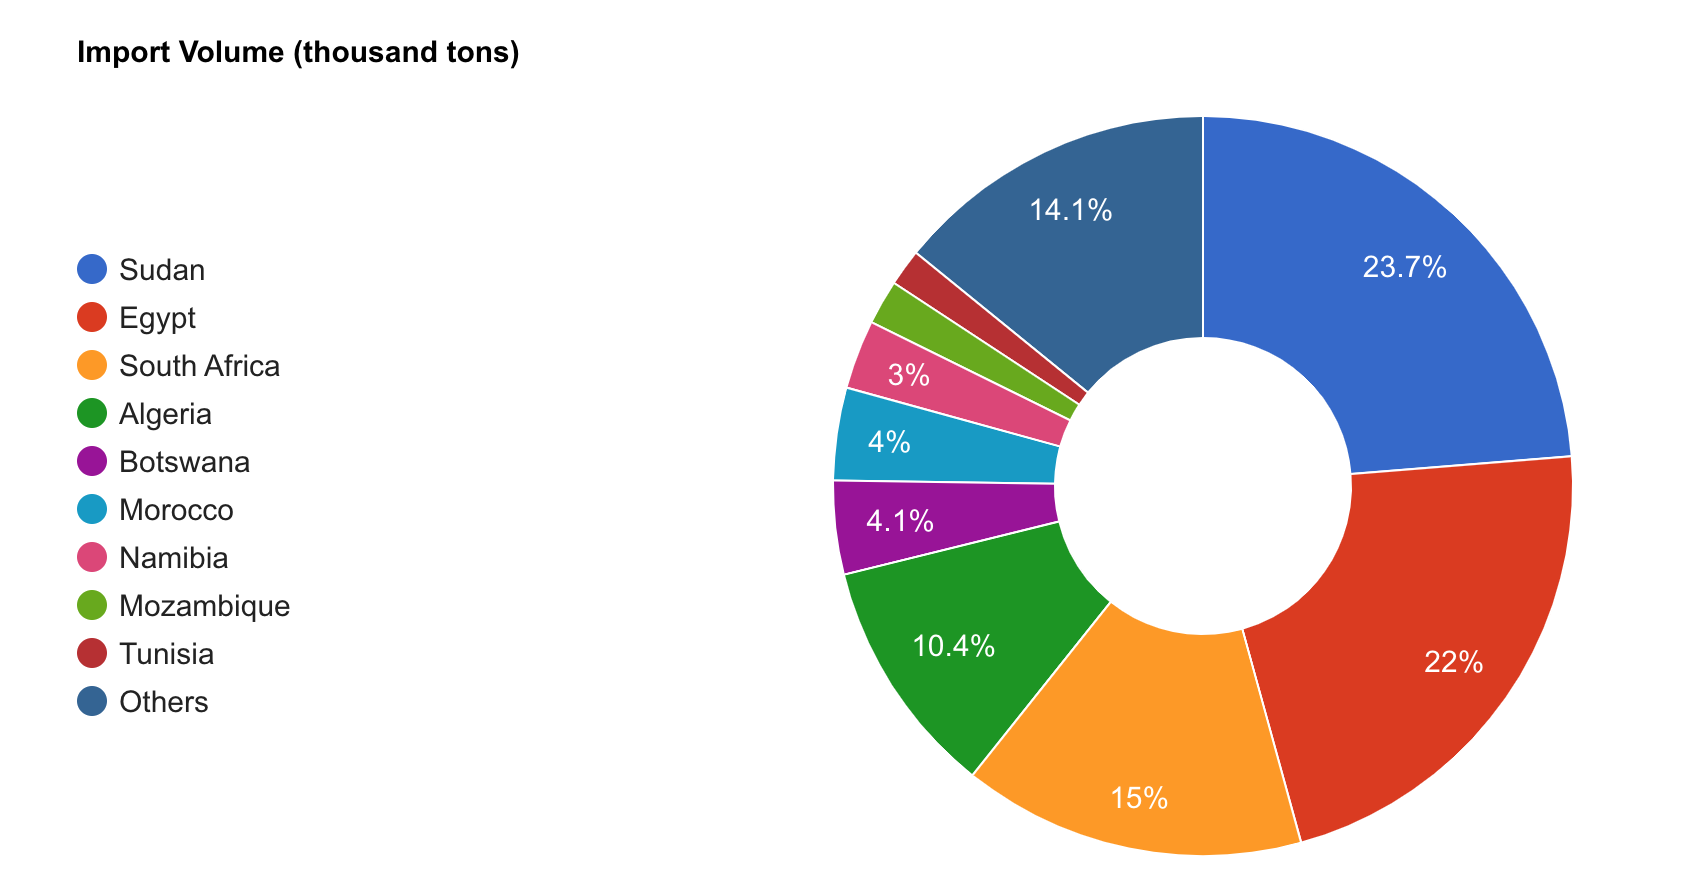 Import Volume (thousand tons)
Sudan
Egypt
South Africa
Algeria
Botswana
Morocco
Namibia
Mozambique
Tunisia
Others
14.1%
23.7%
3%
4%
4.1%
10.4%
22%
15%